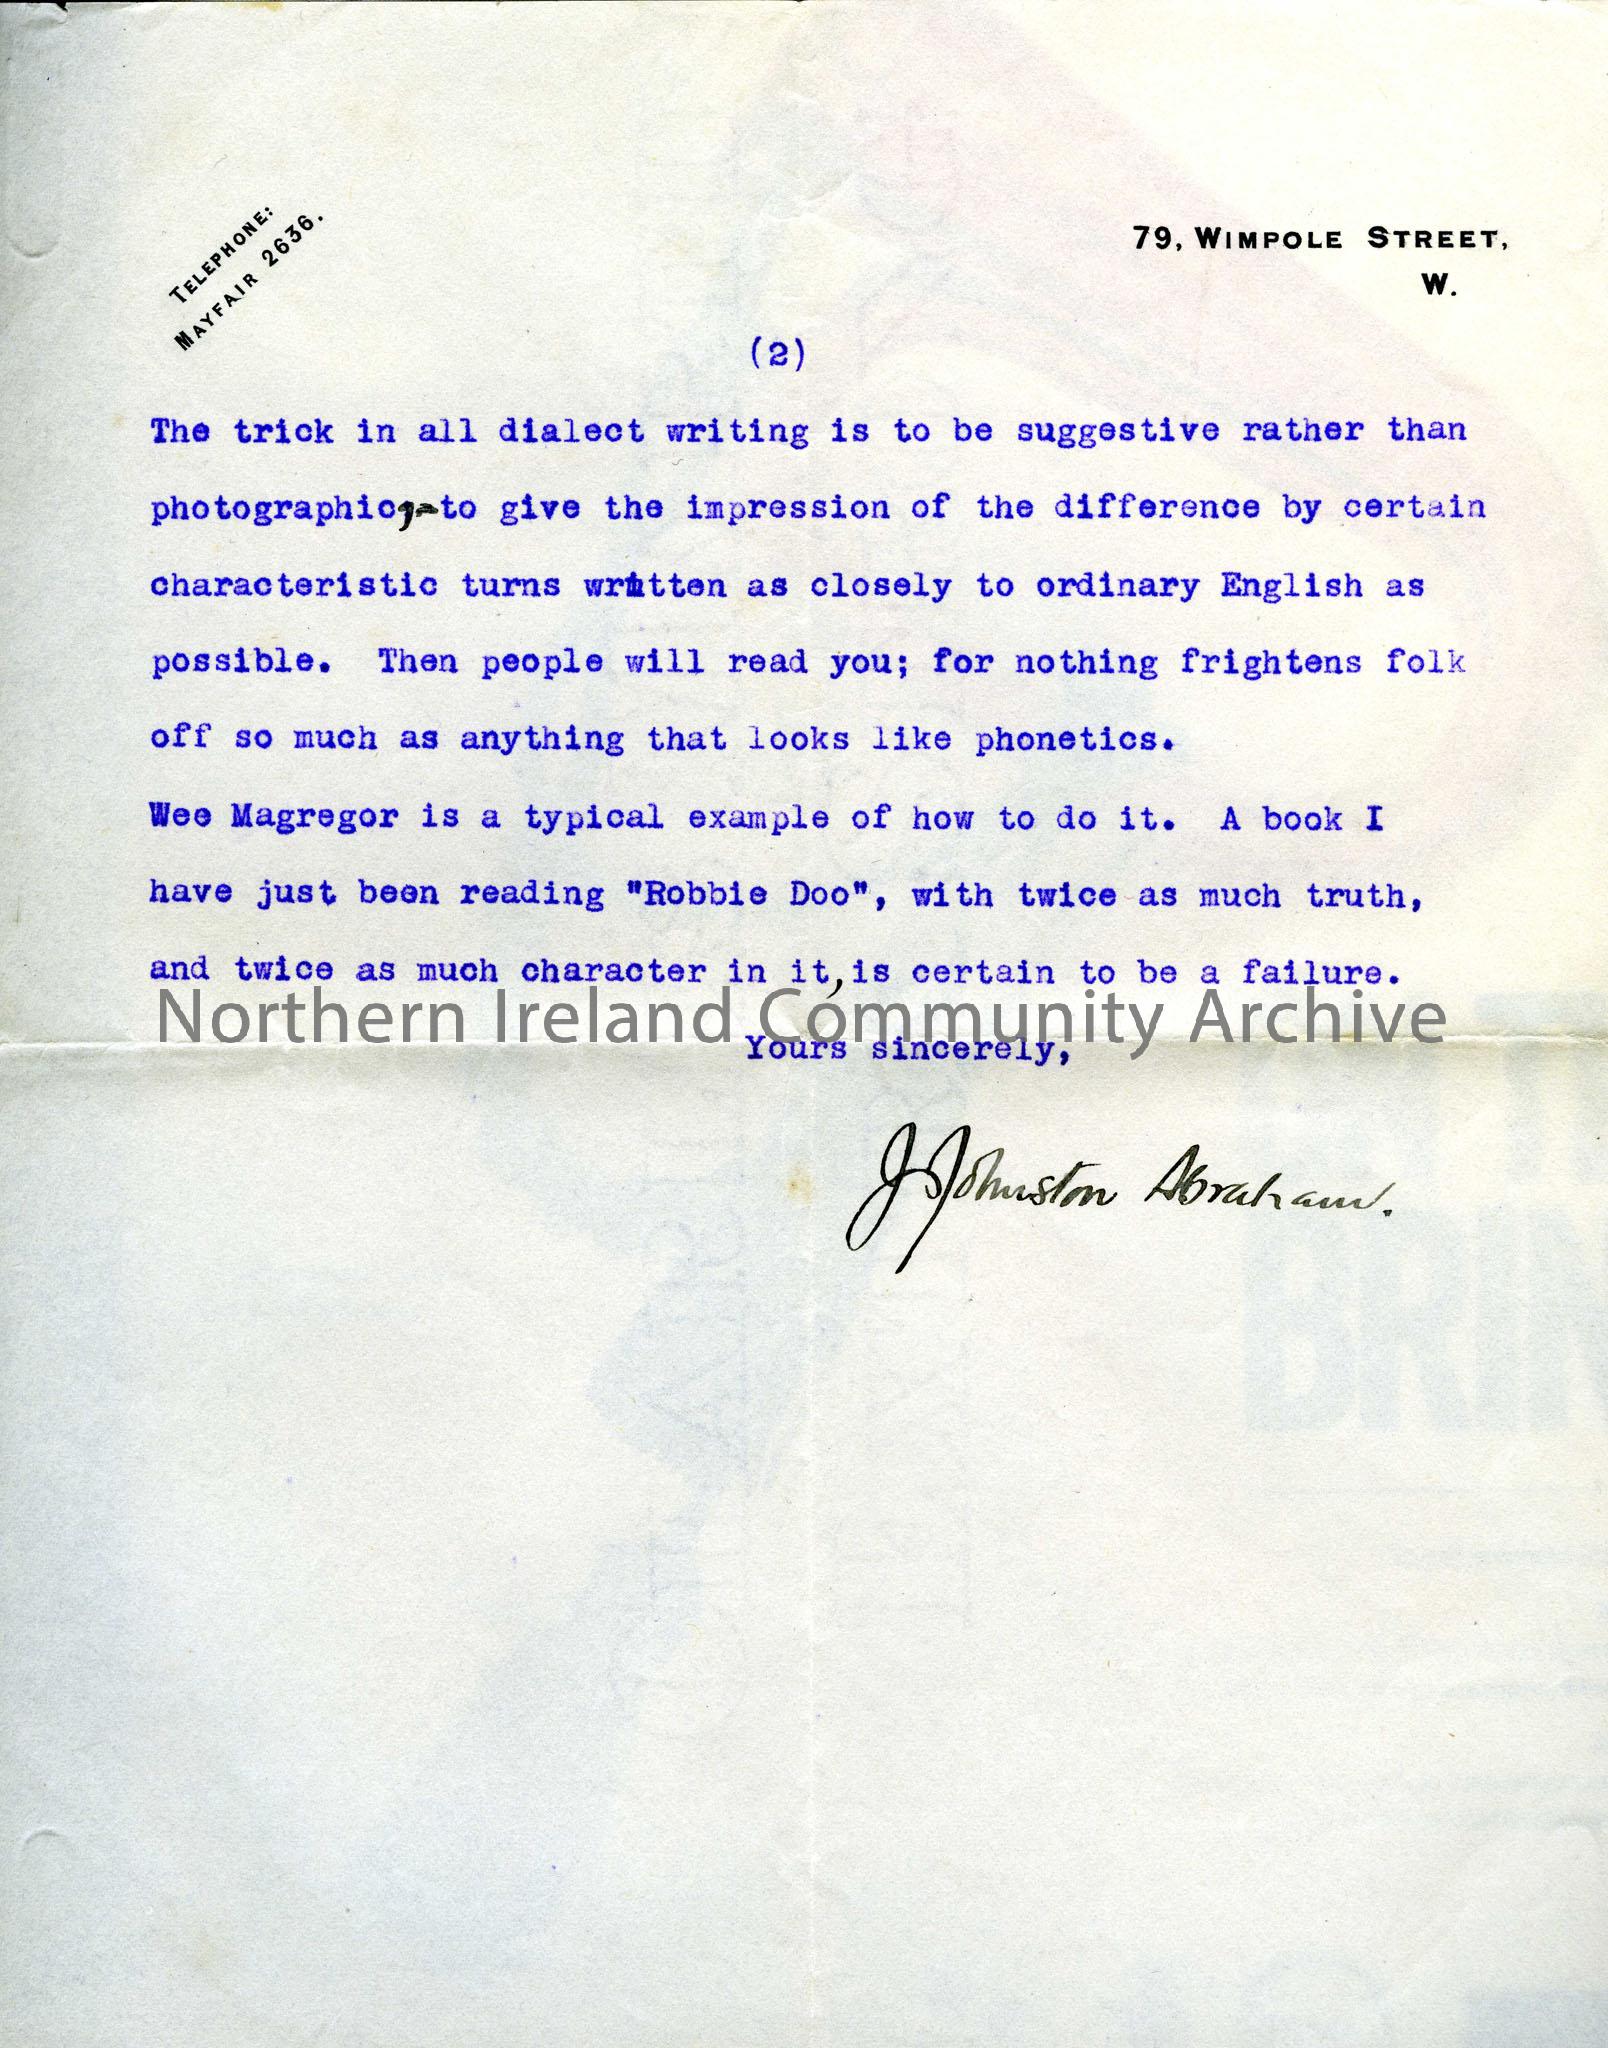 TELEPHONE:
MAYFAIR 2636.
79, WIMPOLE STREET,
W.
(2)
The trick in all dialect writing is to be suggestive rather than
photographic,-to give the impression of the difference by certain
characteristic turns written as closely to ordinary English as
possible. Then people will read you; for nothing frightens folk
off so much as anything that looks like phonetics.
Wee Magregor is a typical example of how to do it. A book I
have just been reading "Robbie Doo", with twice as much truth,
and twice as much character in it, is certain to be a failure.
Northern Ireland Community Archive
Yours sincerely,
J Johnston Abraham.